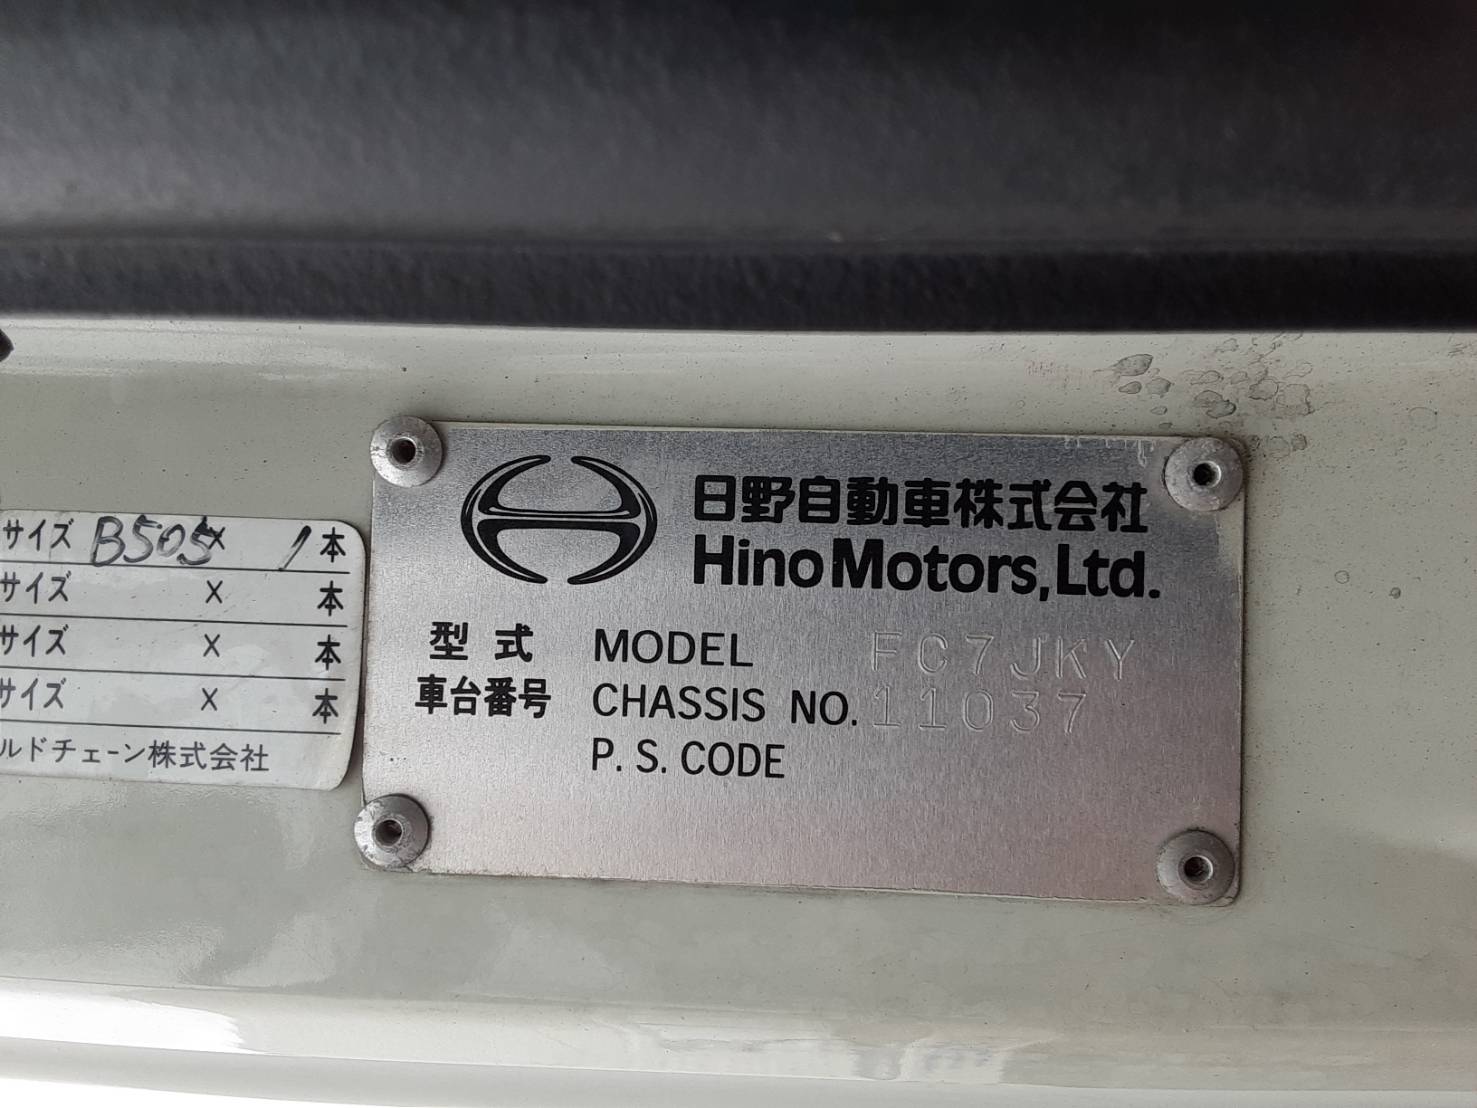 サイズ B505× 1本
サイズ × 本
サイズ × 本
サイズ × 本
ルドチェーン株式会社
日野自動車株式会社
Hino Motors, Ltd.
型式 MODEL FC7JKY
車台番号 CHASSIS NO. 11037
P. S. CODE